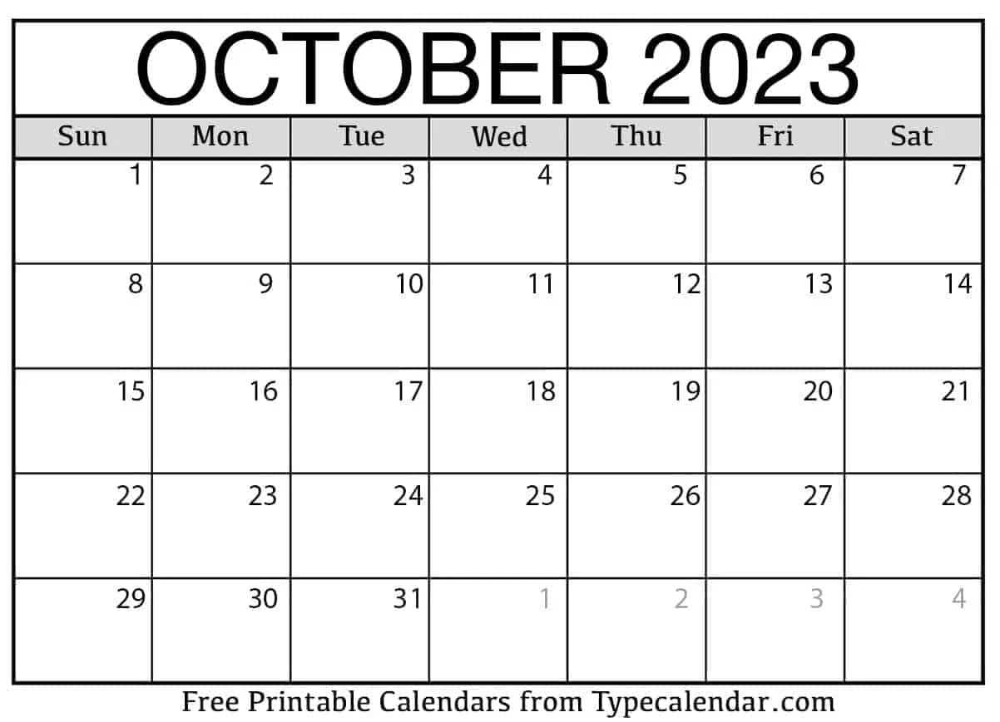 OCTOBER 2023
Sun Mon Tue Wed Thu Fri Sat
1 2 3 4 5 6 7
8 9 10 11 12 13 14
15 16 17 18 19 20 21
22 23 24 25 26 27 28
29 30 31 1 2 3 4
Free Printable Calendars from Typecalendar.com